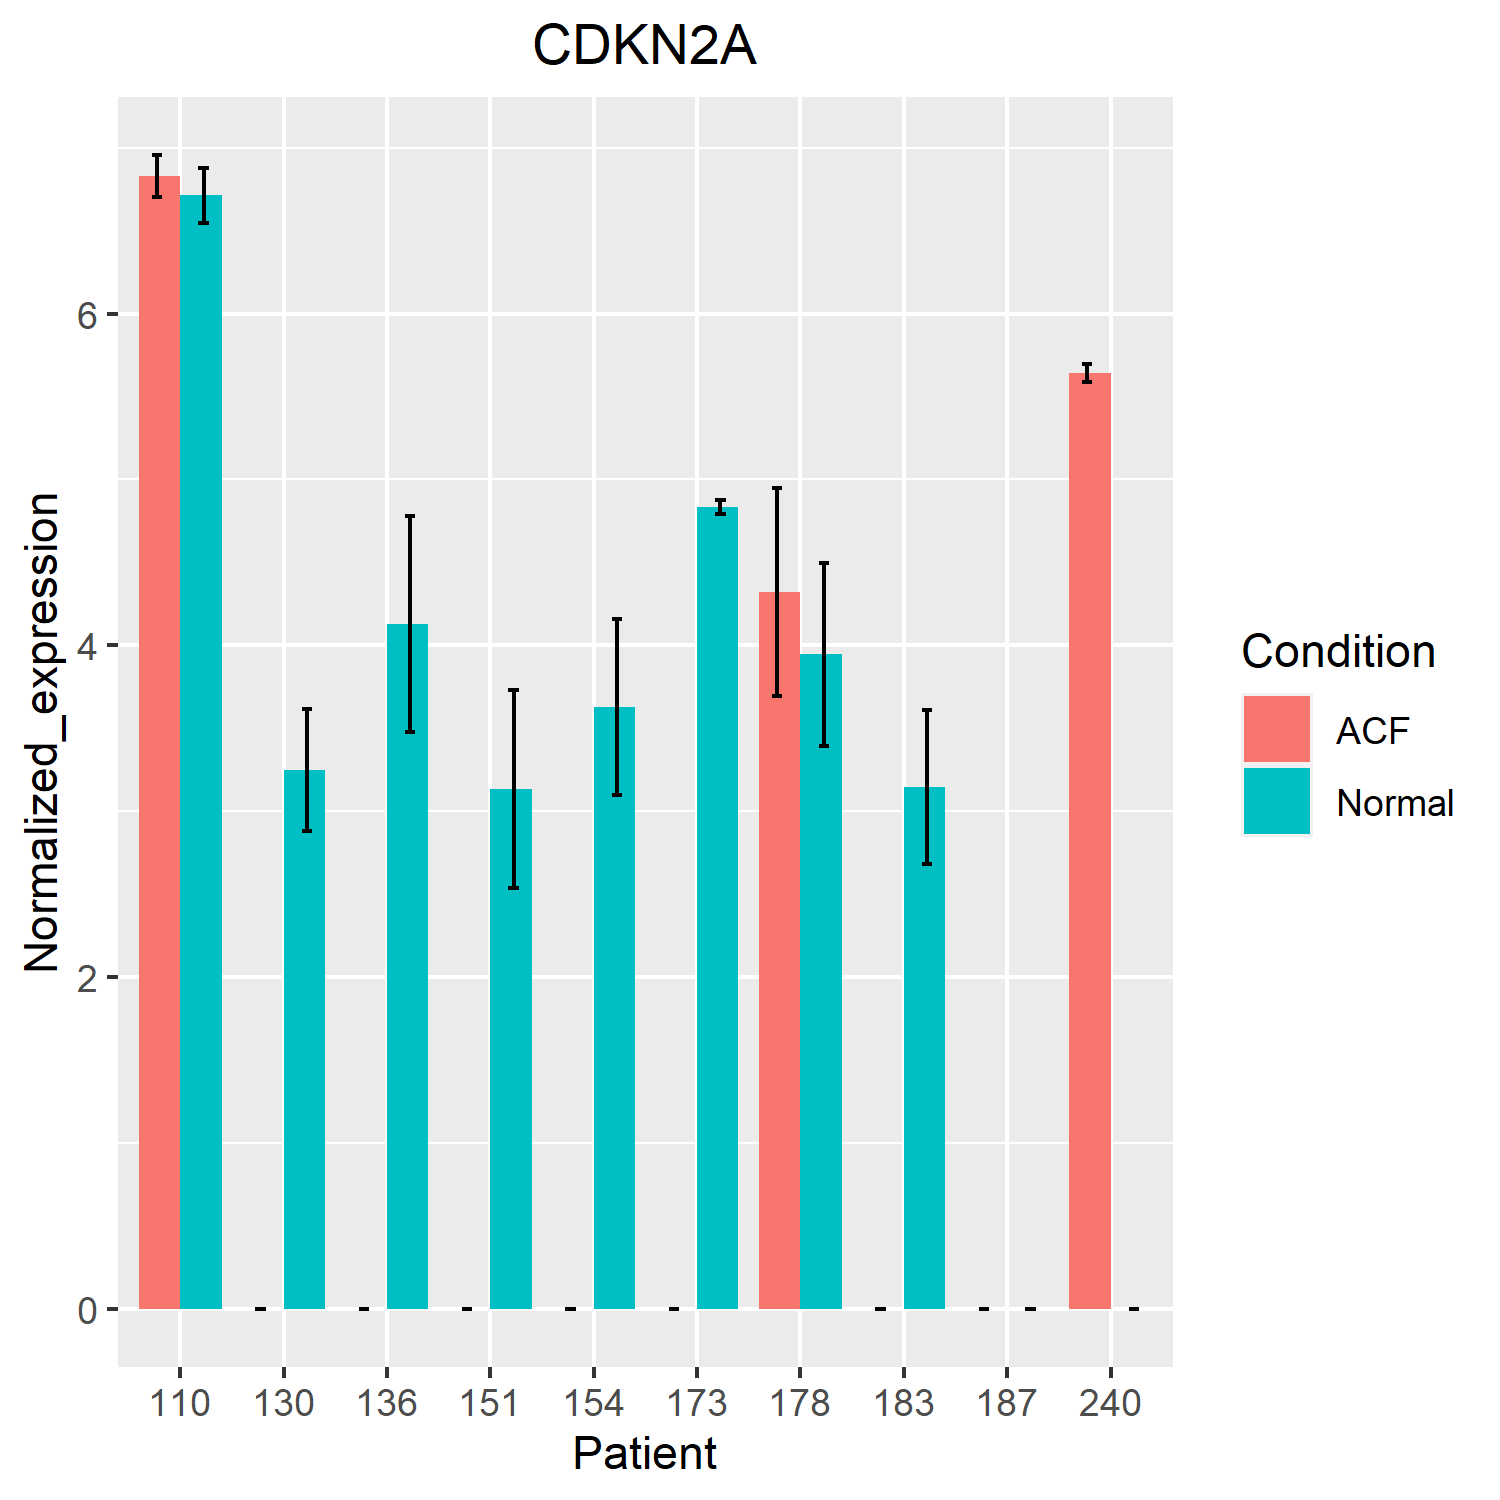 CDKN2A
Normalized_expression
6
4
2
0
110 130 136 151 154 173 178 183 187 240
Patient
Condition
ACF
Normal